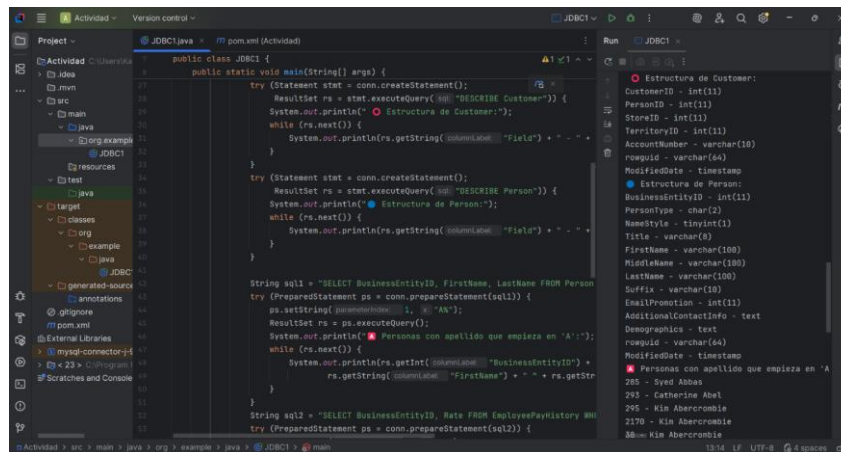 Actividad
Version control
JDBC1
Project
JDBC1.java
pom.xml (Actividad)
Run
JDBC1
Actividad
.idea
.mvn
src
main
java
org.example
JDBC1
resources
test
java
target
classes
org
example
java
annotations
.gitignore
pom.xml
External Libraries
< 23 >
public class JDBC1 {
public static void main(String[] args) {
try (Statement stmt = conn.createStatement();
ResultSet rs = stmt.executeQuery( sql: "DESCRIBE Customer")) {
System.out.println(" Estructura de Customer:");
while (rs.next()) {
System.out.println(rs.getString( columnLabel: "Field") + " - " +
}
}
try (Statement stmt = conn.createStatement();
ResultSet rs = stmt.executeQuery( sql: "DESCRIBE Person")) {
System.out.println(" Estructura de Person:");
while (rs.next()) {
System.out.println(rs.getString( columnLabel: "Field") + " - " +
}
}
String sql1 = "SELECT BusinessEntityID, FirstName, LastName FROM Person
try (PreparedStatement ps = conn.prepareStatement(sql1)) {
ps.setString( parameterIndex: 1, x: "A%");
ResultSet rs = ps.executeQuery();
System.out.println("🅰 Personas con apellido que empieza en 'A':");
while (rs.next()) {
System.out.println(rs.getInt( columnLabel: "BusinessEntityID") +
rs.getString( columnLabel: "FirstName") + " " + rs.getStr
}
}
String sql2 = "SELECT BusinessEntityID, Rate FROM EmployeePayHistory WH
try (PreparedStatement ps = conn.prepareStatement(sql2)) {
Estructura de Customer:
CustomerID - int(11)
PersonID - int(11)
StoreID - int(11)
TerritoryID - int(11)
AccountNumber - varchar(10)
rowguid - varchar(64)
ModifiedDate - timestamp
Estructura de Person:
BusinessEntityID - int(11)
PersonType - char(2)
NameStyle - tinyint(1)
Title - varchar(8)
FirstName - varchar(100)
MiddleName - varchar(100)
LastName - varchar(100)
Suffix - varchar(10)
EmailPromotion - int(11)
AdditionalContactInfo - text
Demographics - text
rowguid - varchar(64)
ModifiedDate - timestamp
🅰 Personas con apellido que empieza en 'A
285 - Syed Abbas
293 - Catherine Abel
295 - Kim Abercrombie
2170 - Kim Abercrombie
Kim Abercrombie
Actividad > src > main > java > org > example > java > JDBC1 > main
13:14 LF UTF-8 4 spaces